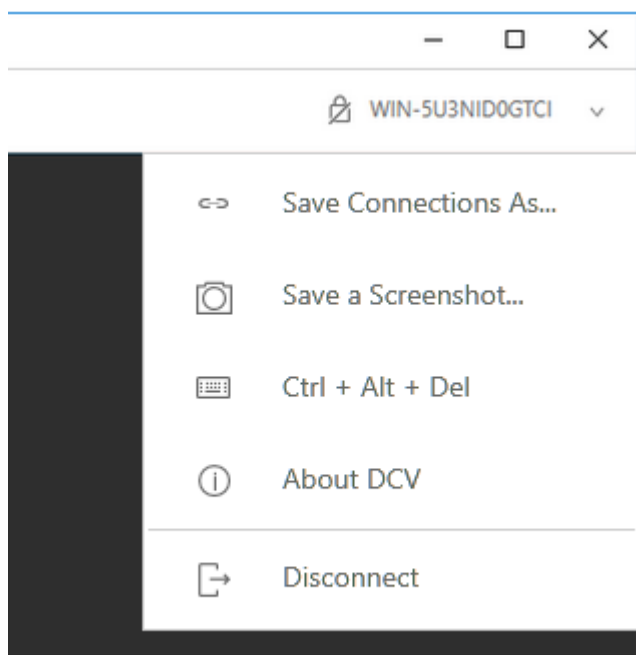 WIN-5U3NID0GTCI
Save Connections As...
Save a Screenshot...
Ctrl + Alt + Del
About DCV
Disconnect